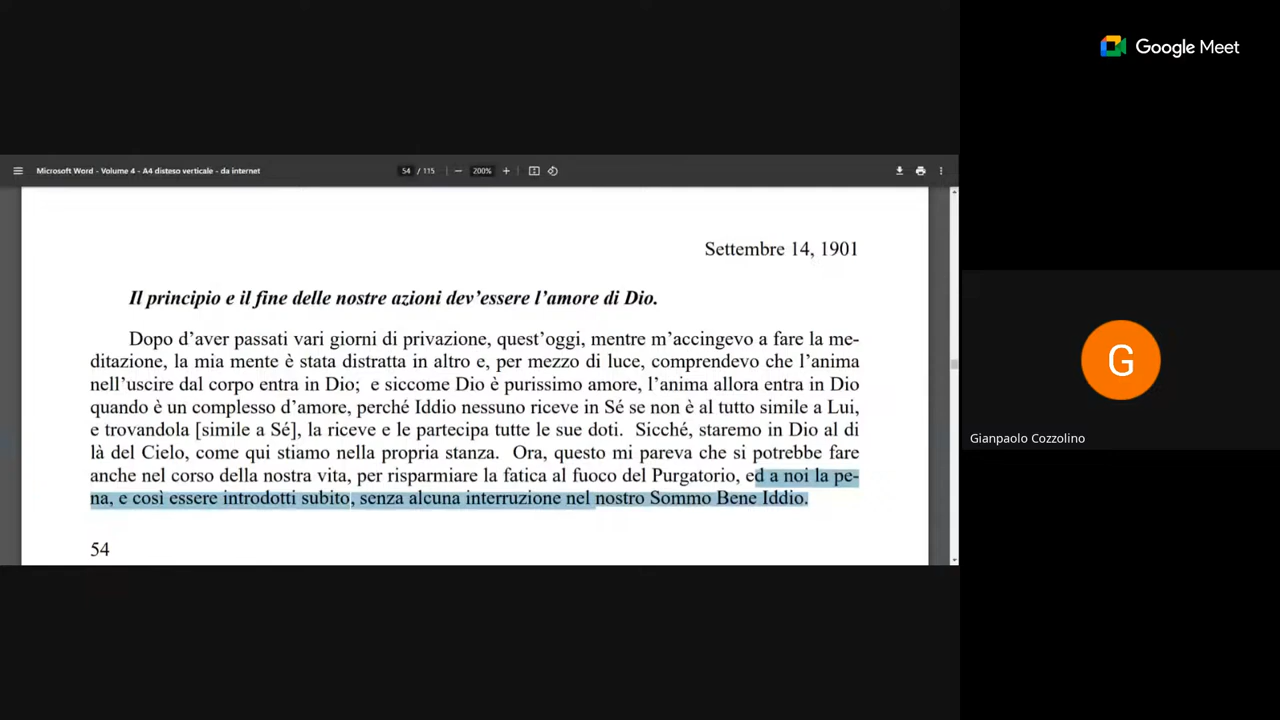 Google Meet
Microsoft Word - Volume 4 - A4 disteso verticale - da internet
54 / 115
200%
Settembre 14, 1901
Il principio e il fine delle nostre azioni dev’essere l’amore di Dio.
Dopo d’aver passati vari giorni di privazione, quest’oggi, mentre m’accingevo a fare la me-
ditazione, la mia mente è stata distratta in altro e, per mezzo di luce, comprendevo che l’anima
nell’uscire dal corpo entra in Dio; e siccome Dio è purissimo amore, l’anima allora entra in Dio
quando è un complesso d’amore, perché Iddio nessuno riceve in Sé se non è al tutto simile a Lui,
e trovandola [simile a Sé], la riceve e le partecipa tutte le sue doti. Sicché, staremo in Dio al di
là del Cielo, come qui stiamo nella propria stanza. Ora, questo mi pareva che si potrebbe fare
anche nel corso della nostra vita, per risparmiare la fatica al fuoco del Purgatorio, ed a noi la pe-
na, e così essere introdotti subito, senza alcuna interruzione nel nostro Sommo Bene Iddio.
54
G
Gianpaolo Cozzolino